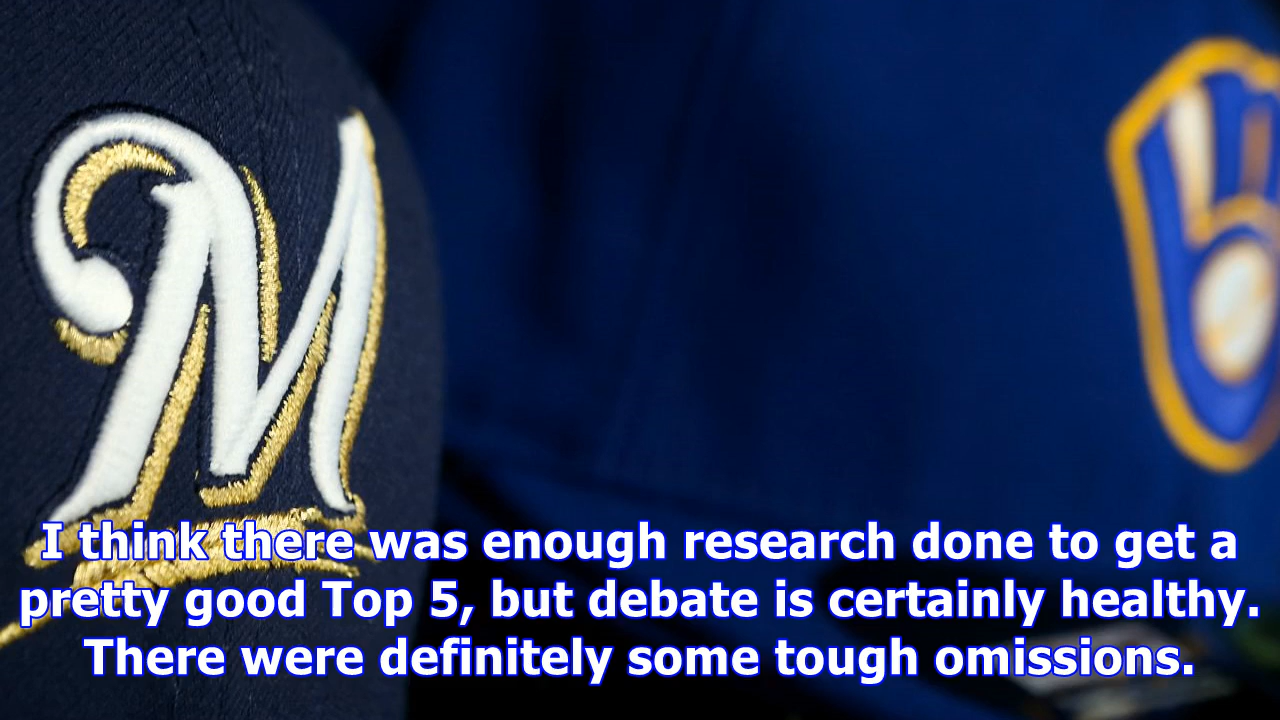 M
I think there was enough research done to get a
pretty good Top 5, but debate is certainly healthy.
There were definitely some tough omissions.